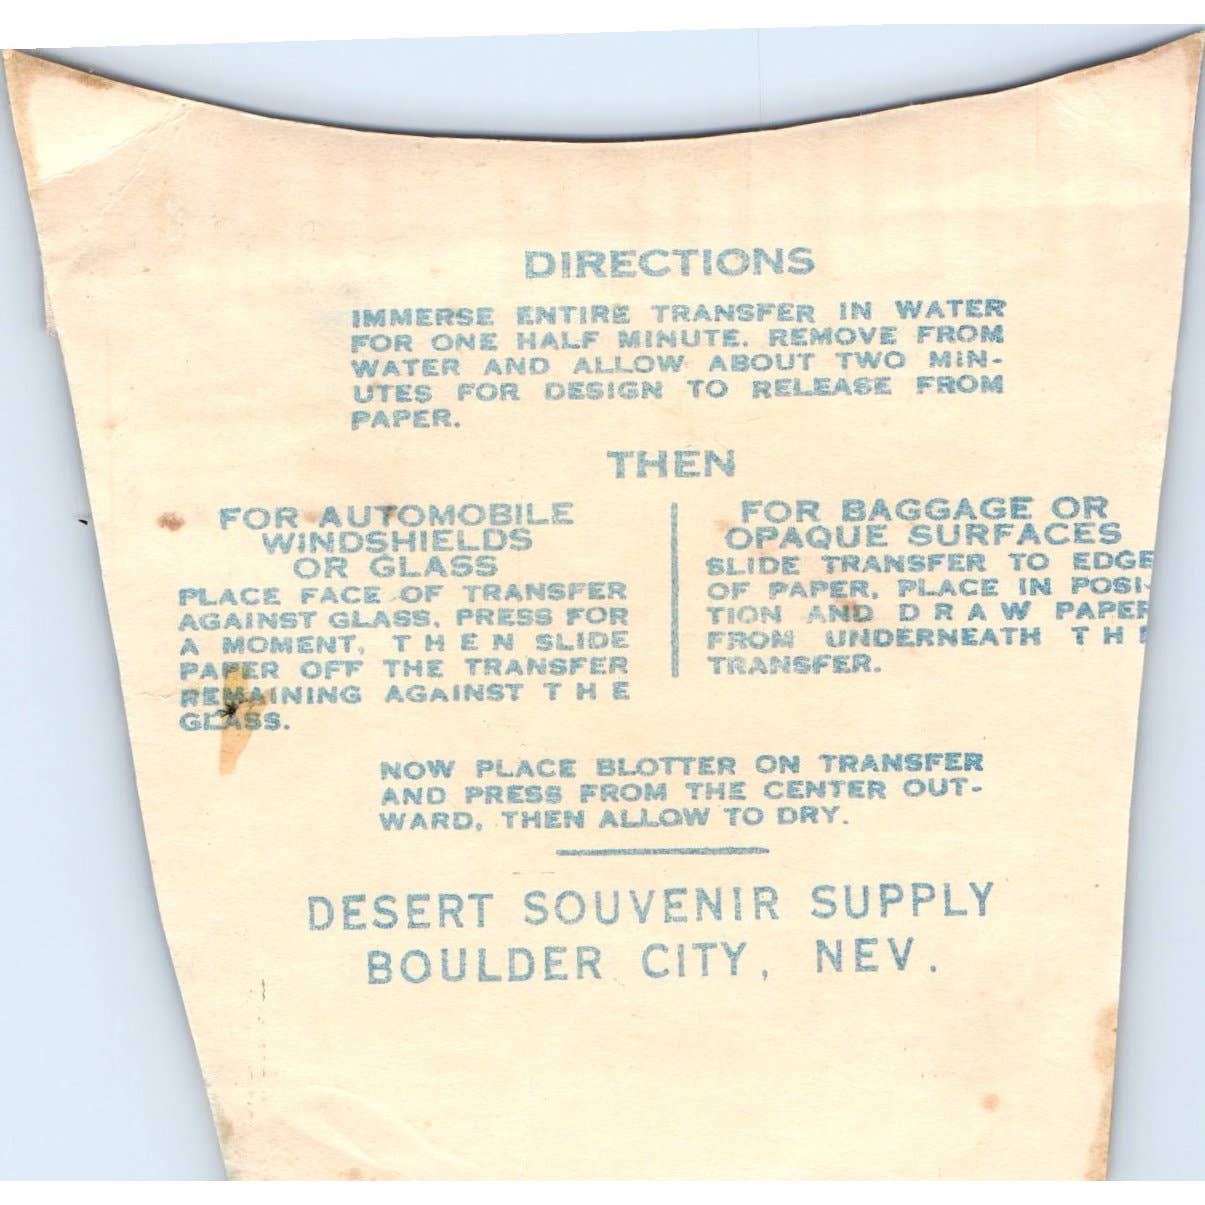 DIRECTIONS
IMMERSE ENTIRE TRANSFER IN WATER
FOR ONE HALF MINUTE. REMOVE FROM
WATER AND ALLOW ABOUT TWO MIN-
UTES FOR DESIGN TO RELEASE FROM
PAPER.
THEN
FOR AUTOMOBILE
WINDSHIELDS
OR GLASS
PLACE FACE OF TRANSFER
AGAINST GLASS, PRESS FOR
A MOMENT, THEN SLIDE
PAPER OFF THE TRANSFER
REMAINING AGAINST THE
GLASS.
FOR BAGGAGE OR
OPAQUE SURFACES
SLIDE TRANSFER TO EDGE
OF PAPER, PLACE IN POSI-
TION AND DRAW PAPER
FROM UNDERNEATH THE
TRANSFER.
NOW PLACE BLOTTER ON TRANSFER
AND PRESS FROM THE CENTER OUT-
WARD, THEN ALLOW TO DRY.
DESERT SOUVENIR SUPPLY
BOULDER CITY, NEV.